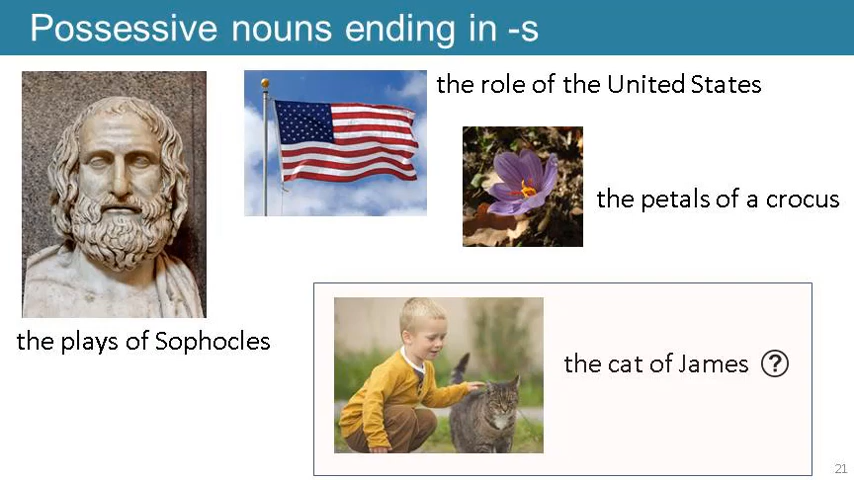 Possessive nouns ending in -s
the role of the United States
the petals of a crocus
the plays of Sophocles
the cat of James ?
21